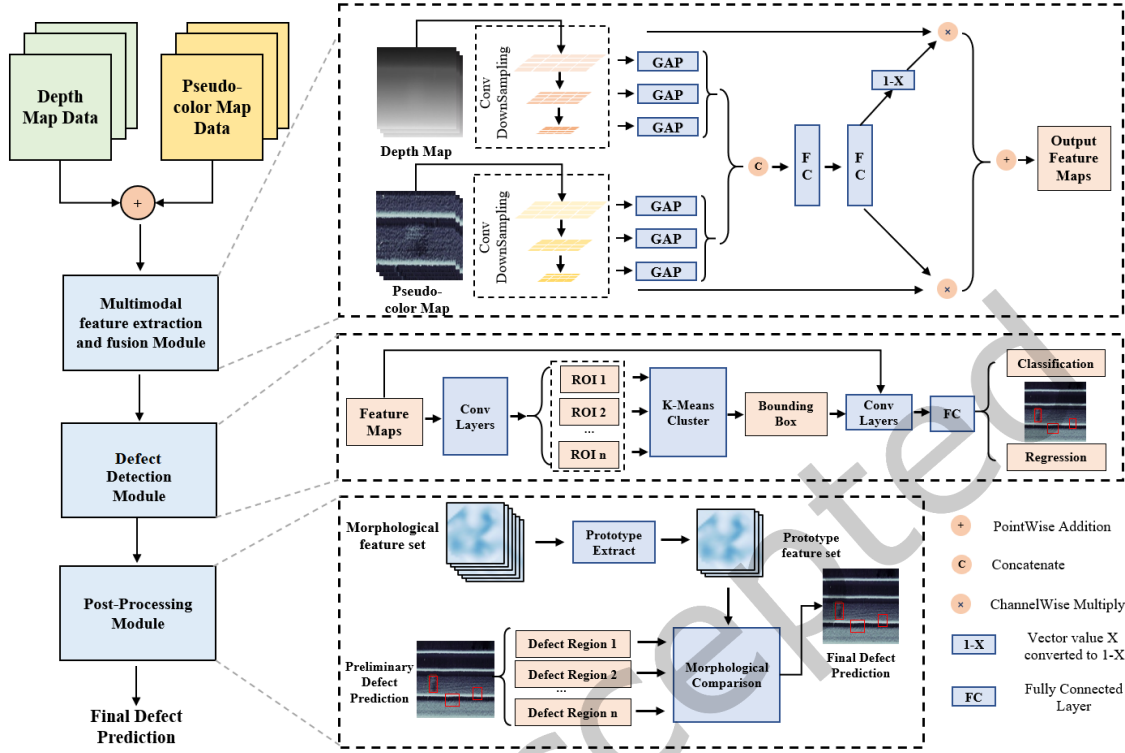 Depth
Map Data
Pseudo-
color Map
Data
+
Multimodal
feature extraction
and fusion Module
Defect
Detection
Module
Post-Processing
Module
Final Defect
Prediction
Depth Map
Conv
DownSampling
GAP
GAP
GAP
Pseudo-
color Map
Conv
DownSampling
GAP
GAP
GAP
C
F
C
F
C
1-X
×
×
+
Output
Feature
Maps
Feature
Maps
Conv
Layers
ROI 1
ROI 2
...
ROI n
K-Means
Cluster
Bounding
Box
Conv
Layers
FC
Classification
Regression
Morphological
feature set
Prototype
Extract
Prototype
feature set
Preliminary
Defect
Prediction
Defect Region 1
Defect Region 2
...
Defect Region n
Morphological
Comparison
Final Defect
Prediction
+
PointWise Addition
C
Concatenate
×
ChannelWise Multiply
1-X
Vector value X
converted to 1-X
FC
Fully Connected
Layer
ccepted